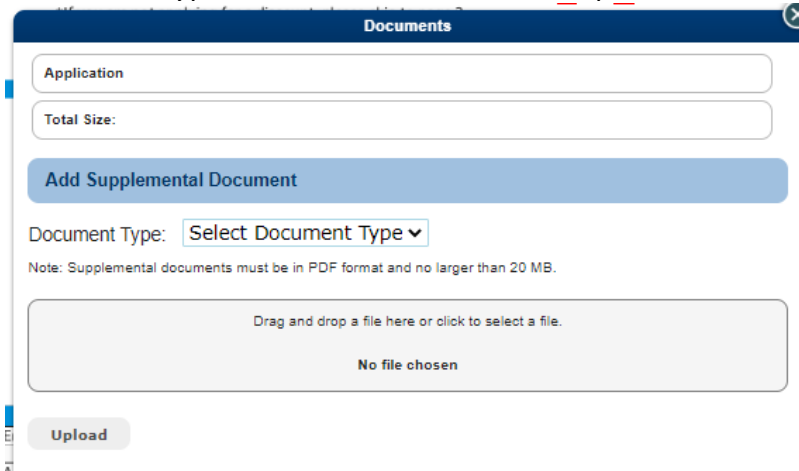 Documents
Application
Total Size:
Add Supplemental Document
Document Type: Select Document Type
Note: Supplemental documents must be in PDF format and no larger than 20 MB.
Drag and drop a file here or click to select a file.
No file chosen
Upload